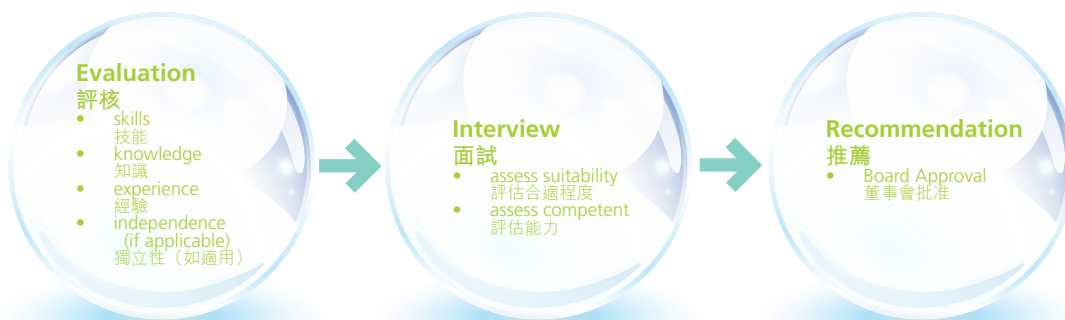 Evaluation
評核
• skills
技能
• knowledge
知識
• experience
經驗
• independence
(if applicable)
獨立性（如適用）
Interview
面試
• assess suitability
評估合適程度
• assess competent
評估能力
Recommendation
推薦
• Board Approval
董事會批准